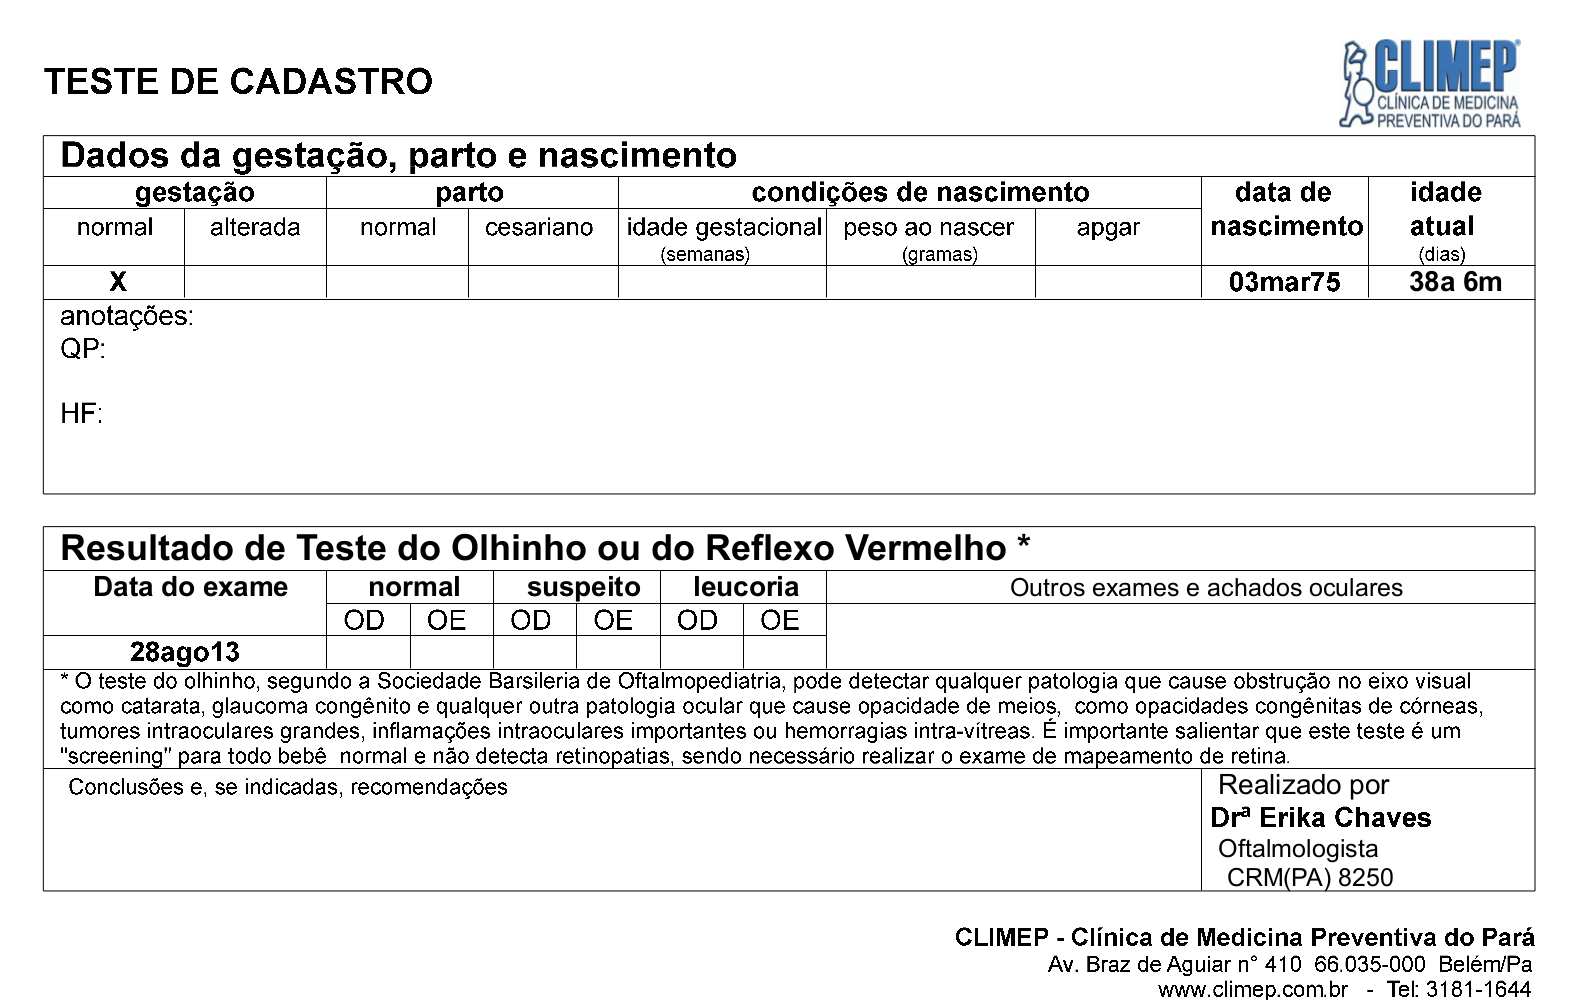 TESTE DE CADASTRO
CLIMEP®
CLÍNICA DE MEDICINA
PREVENTIVA DO PARÁ
Dados da gestação, parto e nascimento
gestação parto condições de nascimento data de nascimento idade atual (dias)
normal alterada normal cesariano idade gestacional (semanas) peso ao nascer (gramas) apgar
X 03mar75 38a 6m
anotações:
QP:
HF:
Resultado de Teste do Olhinho ou do Reflexo Vermelho *
Data do exame normal suspeito leucoria Outros exames e achados oculares
OD OE OD OE OD OE
28ago13
* O teste do olhinho, segundo a Sociedade Barsileria de Oftalmopediatria, pode detectar qualquer patologia que cause obstrução no eixo visual
como catarata, glaucoma congênito e qualquer outra patologia ocular que cause opacidade de meios, como opacidades congênitas de córneas,
tumores intraoculares grandes, inflamações intraoculares importantes ou hemorragias intra-vítreas. É importante salientar que este teste é um
"screening" para todo bebê normal e não detecta retinopatias, sendo necessário realizar o exame de mapeamento de retina.
Conclusões e, se indicadas, recomendações
Realizado por
Drª Erika Chaves
Oftalmologista
CRM(PA) 8250
CLIMEP - Clínica de Medicina Preventiva do Pará
Av. Braz de Aguiar n° 410 66.035-000 Belém/Pa
www.climep.com.br - Tel: 3181-1644